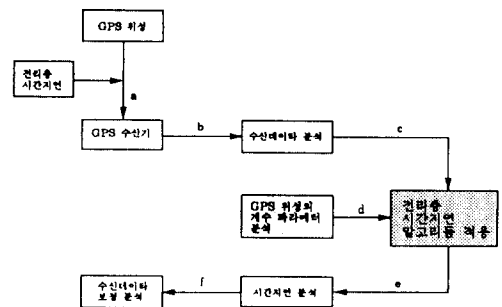 GPS 위성
전리층
시간지연
a
GPS 수신기
b
수신데이타 분석
c
GPS 위성의
계수 파라메터
분석
d
전리층
시간지연
알고리듬 적용
수신데이타
보정 분석
f
시간지연 분석
e